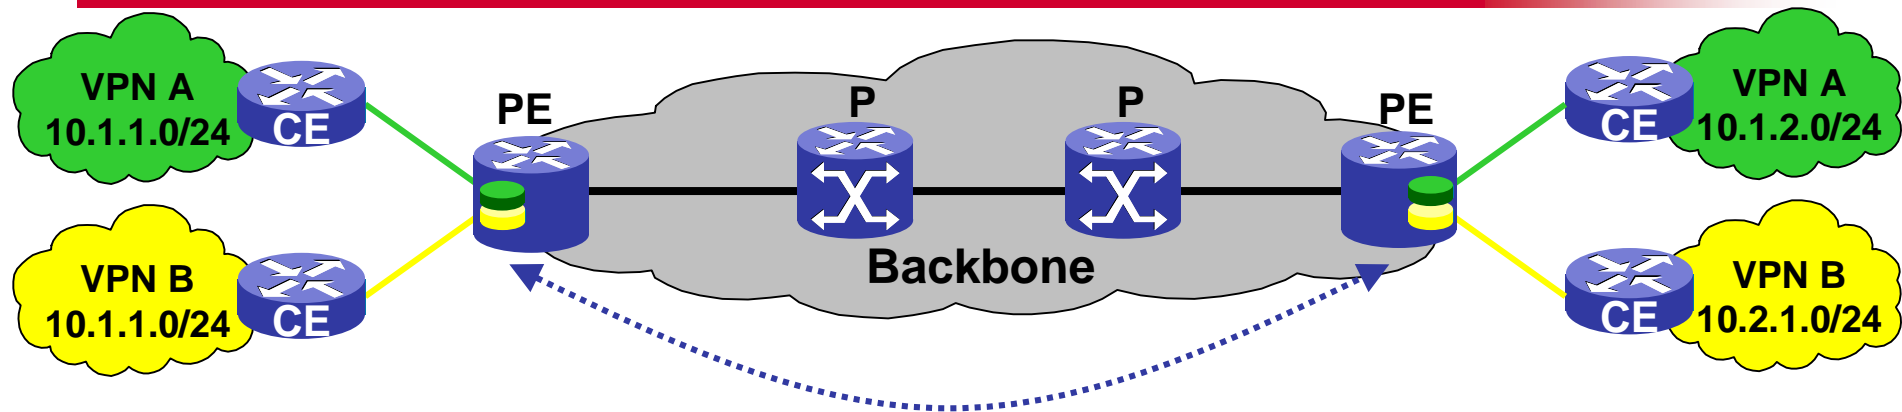 VPN A
10.1.1.0/24
CE
PE
P
P
PE
CE
VPN A
10.1.2.0/24
VPN B
10.1.1.0/24
CE
Backbone
CE
VPN B
10.2.1.0/24